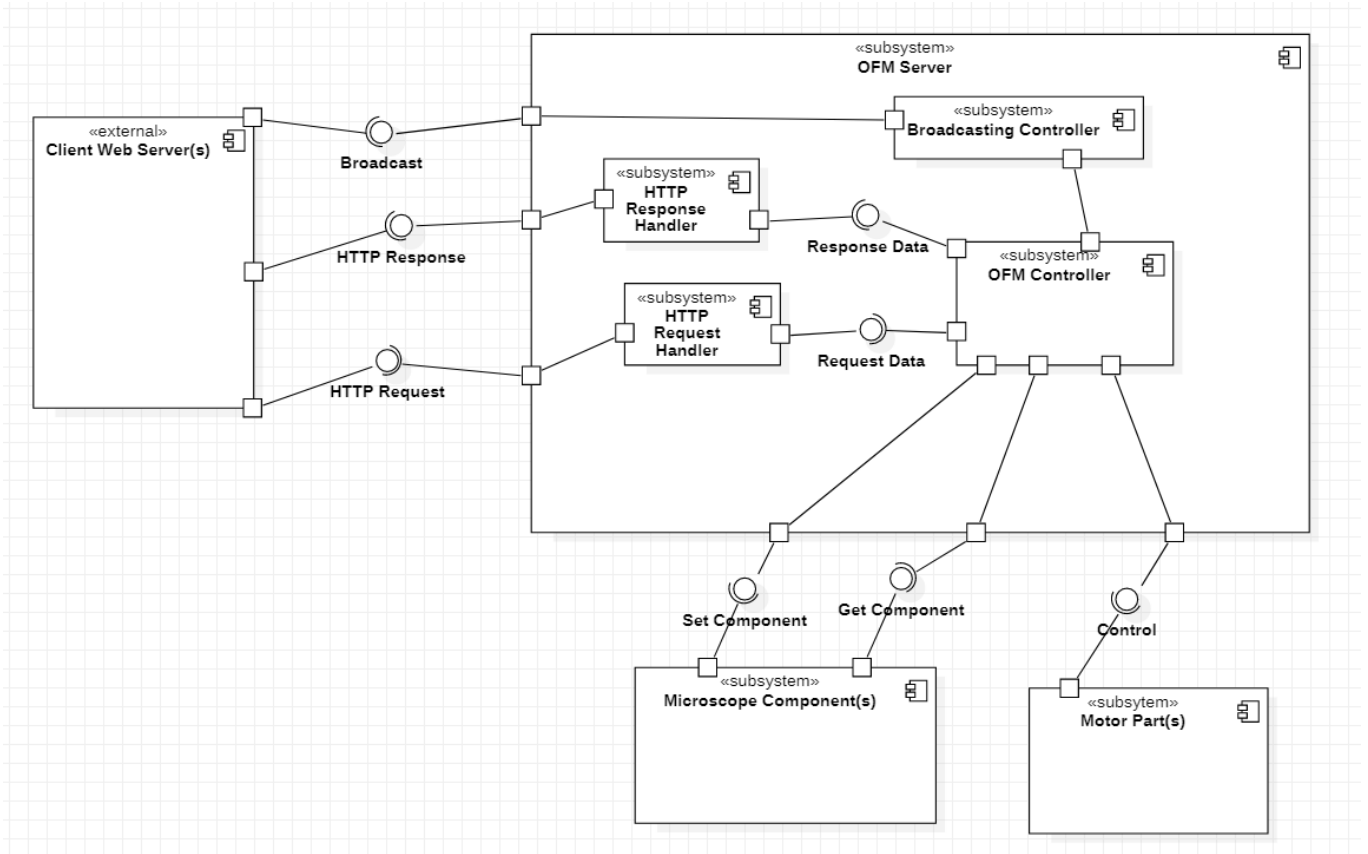 «subsystem»
OFM Server
«external»
Client Web Server(s)
«subsystem»
Broadcasting Controller
Broadcast
«subsystem»
HTTP
Response
Handler
HTTP Response
Response Data
«subsystem»
OFM Controller
«subsystem»
HTTP
Request
Handler
HTTP Request
Request Data
Set Component
Get Component
Control
«subsystem»
Microscope Component(s)
«subsytem»
Motor Part(s)